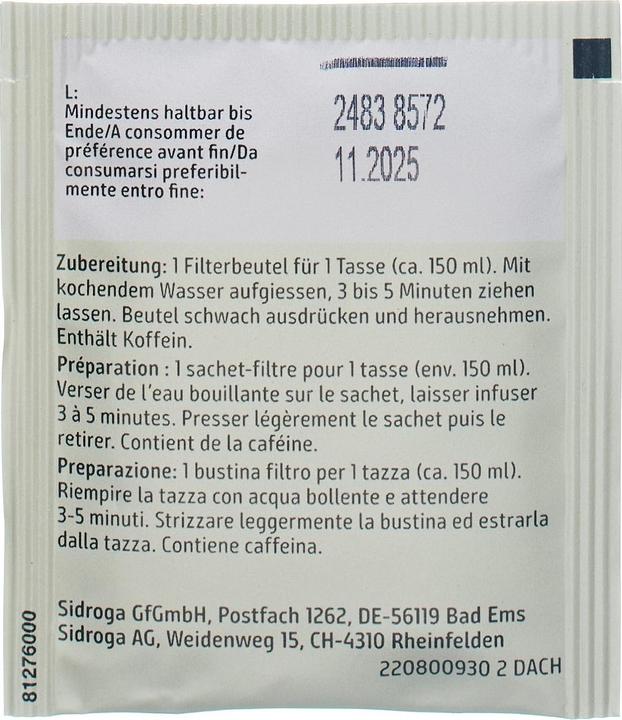 L:
Mindestens haltbar bis
Ende/A consommer de
préférence avant fin/Da
consumarsi preferibil-
mente entro fine:
2483 8572
11.2025
Zubereitung: 1 Filterbeutel für 1 Tasse (ca. 150 ml). Mit
kochendem Wasser aufgiessen, 3 bis 5 Minuten ziehen
lassen. Beutel schwach ausdrücken und herausnehmen.
Enthält Koffein.
Préparation : 1 sachet-filtre pour 1 tasse (env. 150 ml).
Verser de l'eau bouillante sur le sachet, laisser infuser
3 à 5 minutes. Presser légèrement le sachet puis le
retirer. Contient de la caféine.
Preparazione: 1 bustina filtro per 1 tazza (ca. 150 ml).
Riempire la tazza con acqua bollente e attendere
3-5 minuti. Strizzare leggermente la bustina ed estrarla
dalla tazza. Contiene caffeina.
Sidroga GfGmbH, Postfach 1262, DE-56119 Bad Ems
Sidroga AG, Weidenweg 15, CH-4310 Rheinfelden
220800930 2 DACH
81276000